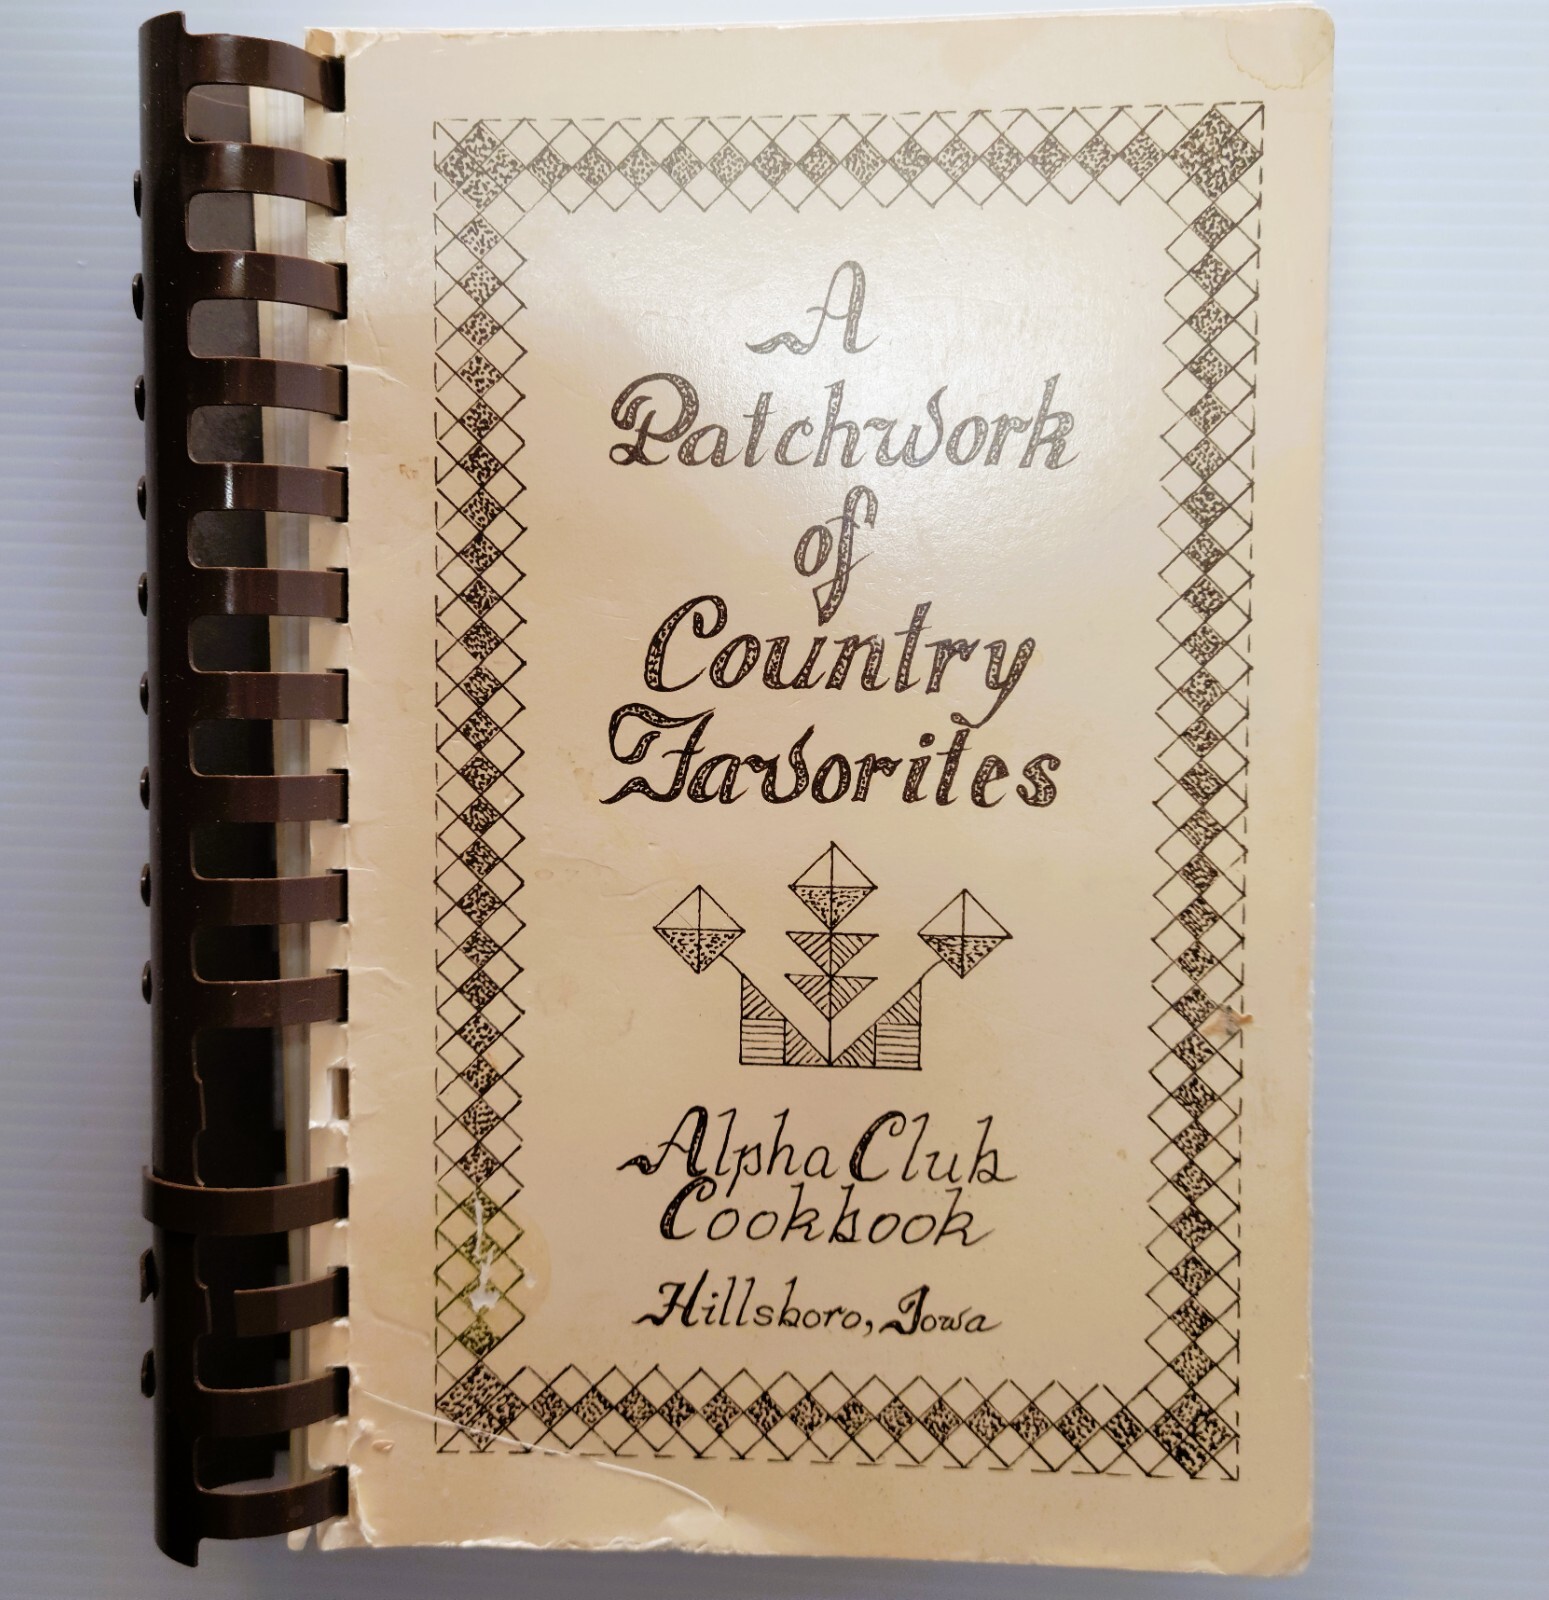 A
Patchwork
of
Country
Favorites
Alpha Club
Cookbook
Hillsboro, Iowa